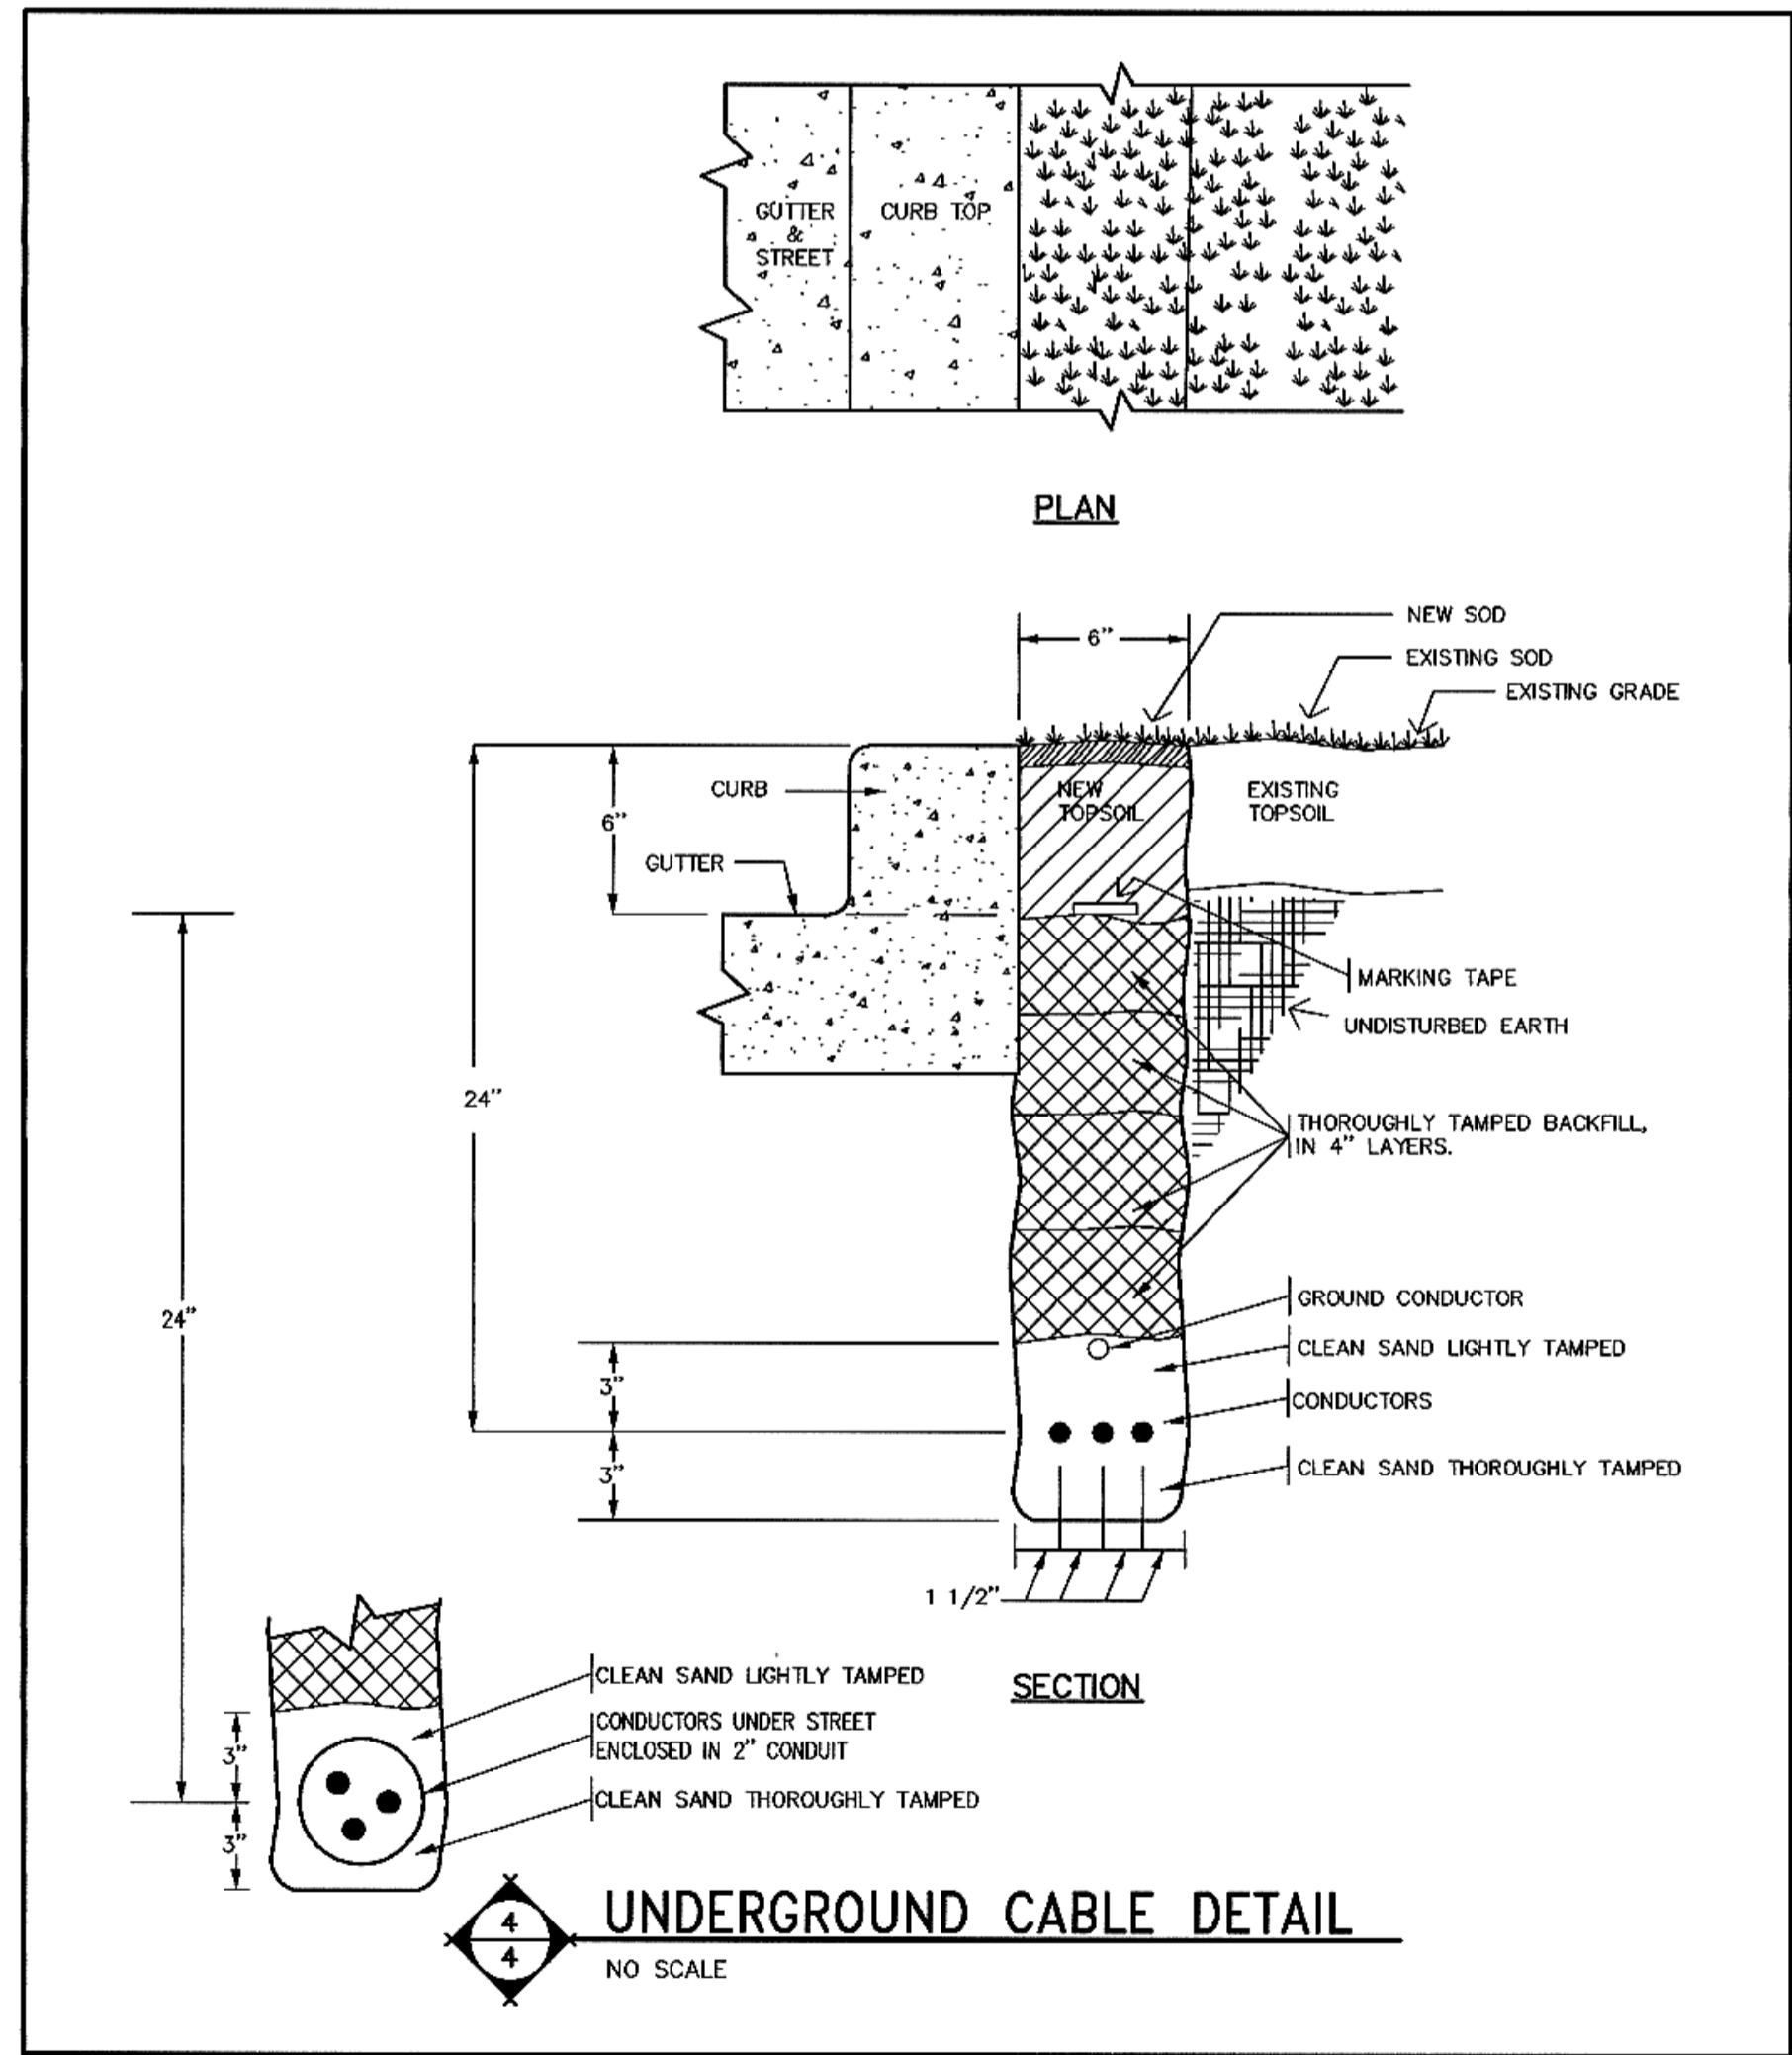 GUTTER
&
STREET
CURB TOP
PLAN
6"
NEW SOD
EXISTING SOD
EXISTING GRADE
CURB
6"
GUTTER
NEW
TOPSOIL
EXISTING
TOPSOIL
MARKING TAPE
UNDISTURBED EARTH
24"
THOROUGHLY TAMPED BACKFILL,
IN 4" LAYERS.
24"
GROUND CONDUCTOR
CLEAN SAND LIGHTLY TAMPED
3"
CONDUCTORS
3"
CLEAN SAND THOROUGHLY TAMPED
1 1/2"
SECTION
CLEAN SAND LIGHTLY TAMPED
CONDUCTORS UNDER STREET
ENCLOSED IN 2" CONDUIT
3"
CLEAN SAND THOROUGHLY TAMPED
3"
4
4
UNDERGROUND CABLE DETAIL
NO SCALE